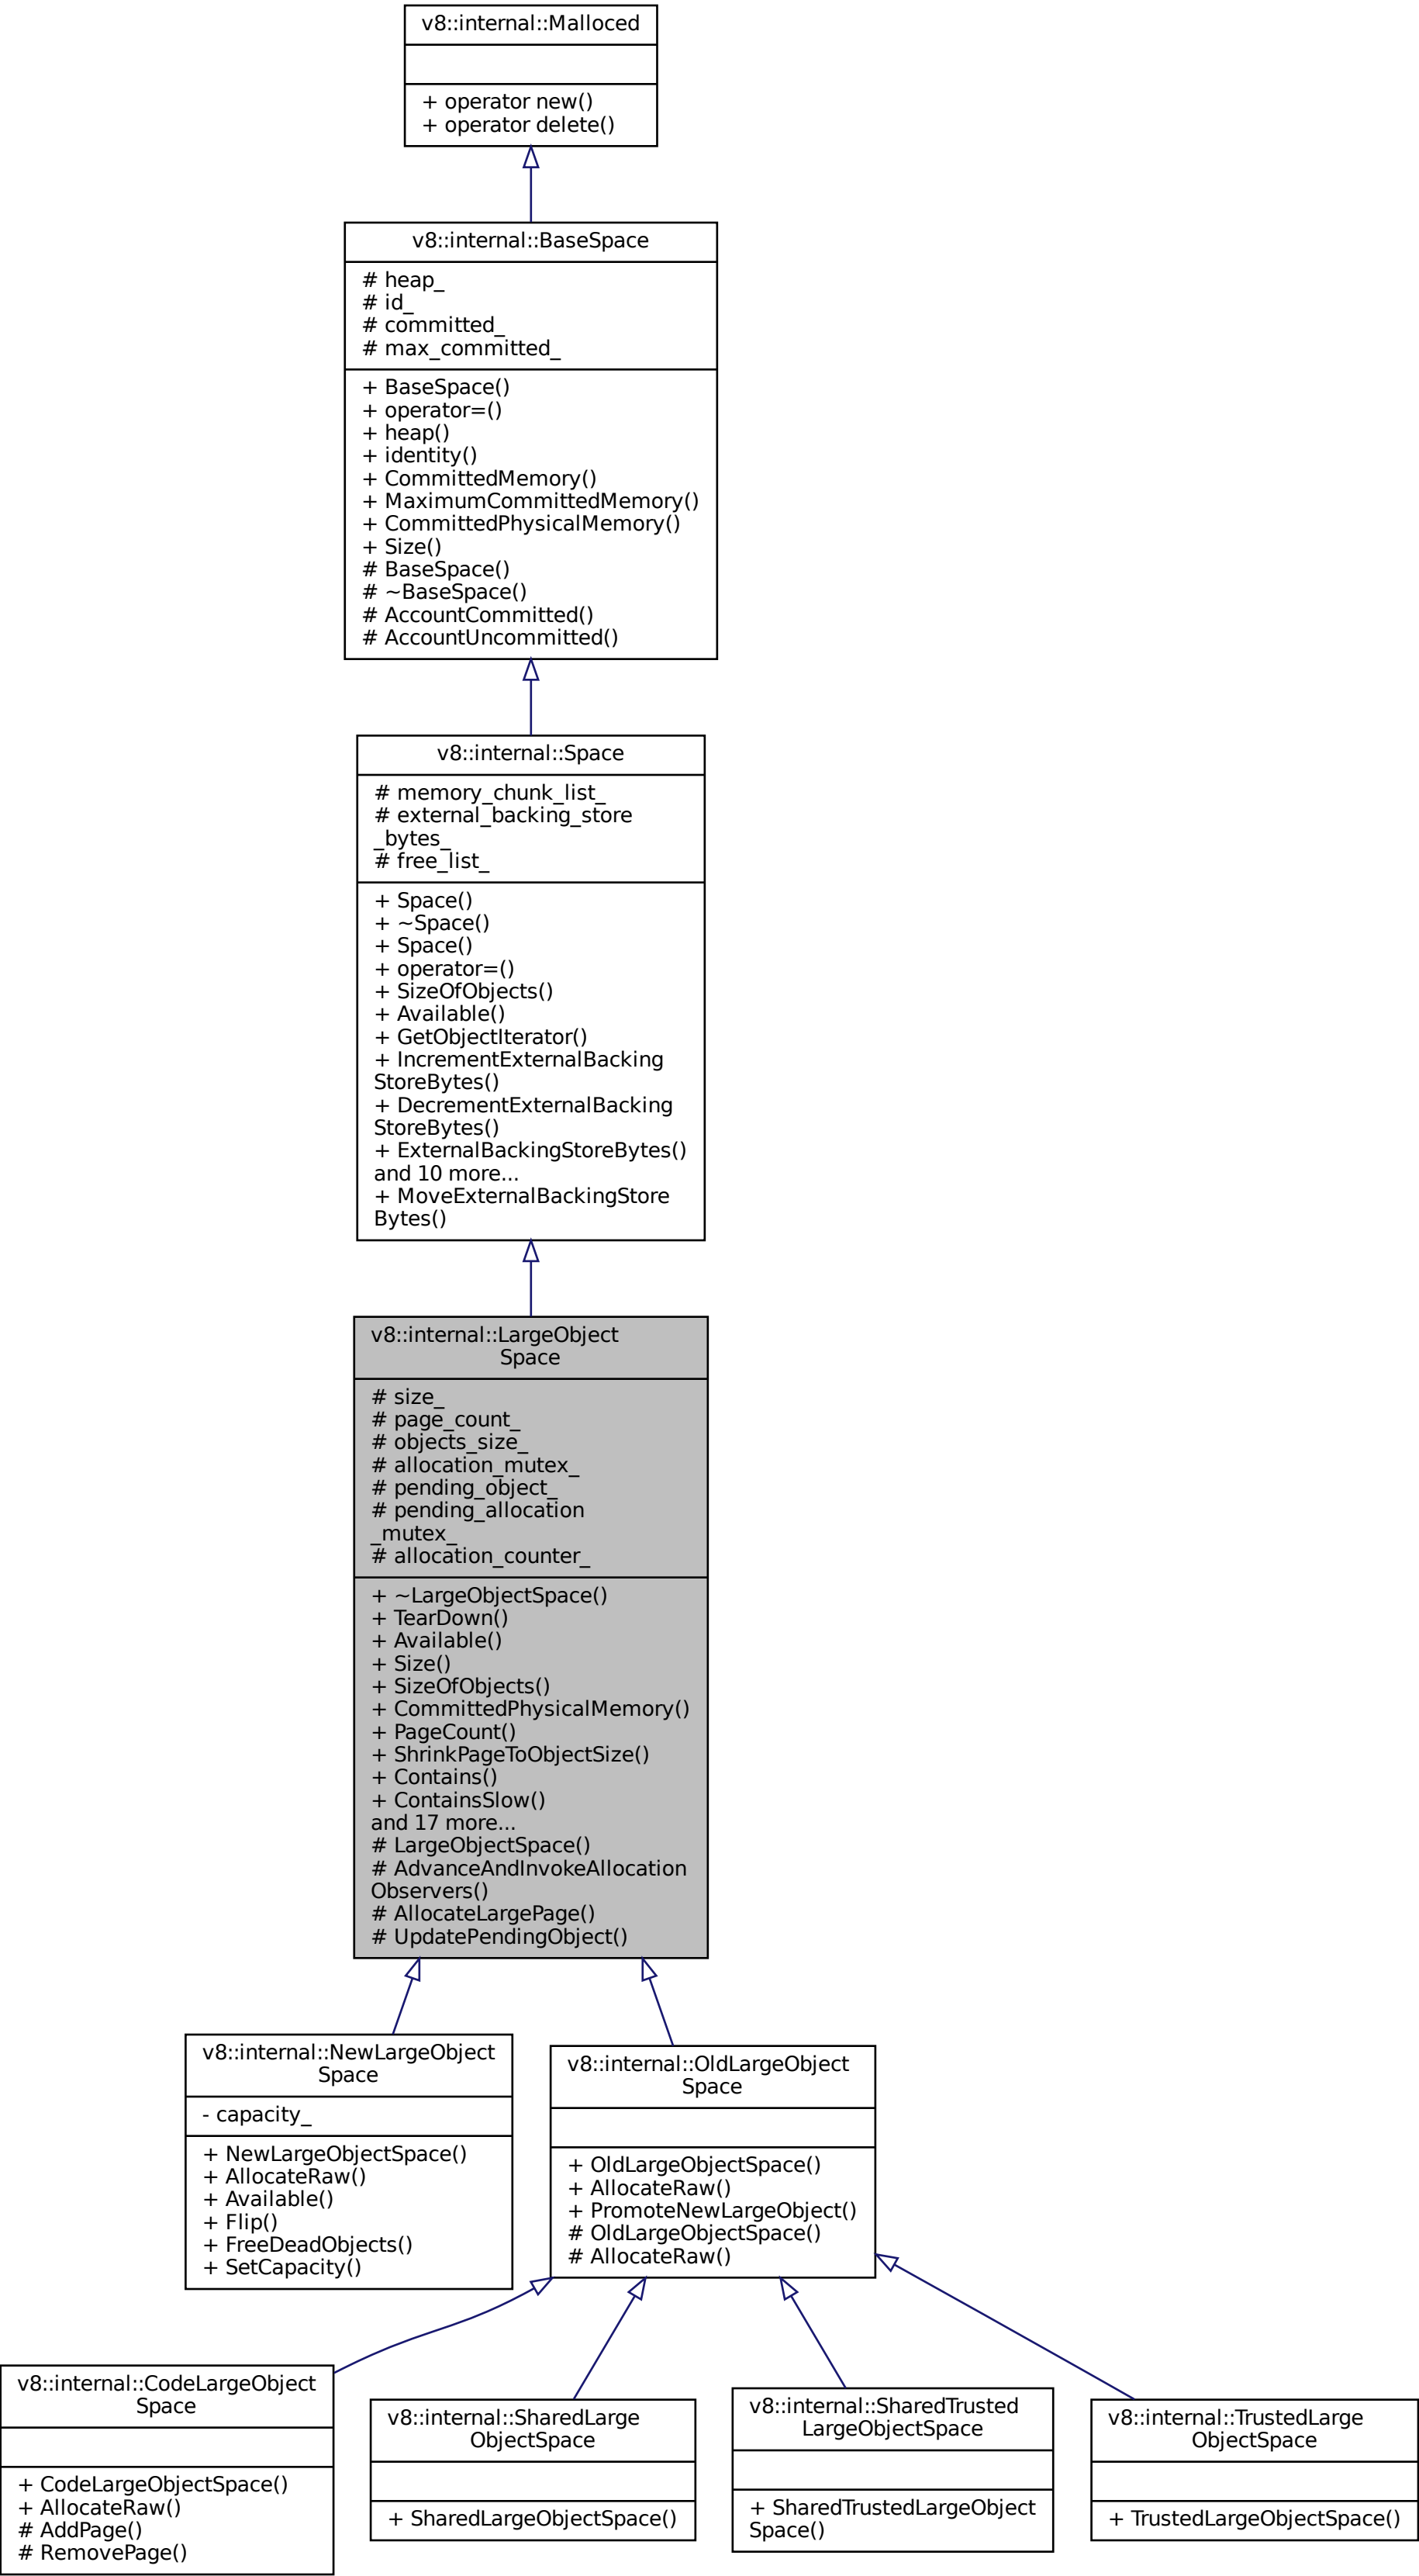 v8::internal::Malloced
+ operator new()
+ operator delete()
v8::internal::BaseSpace
# heap_
# id_
# committed_
# max_committed_
+ BaseSpace()
+ operator=()
+ heap()
+ identity()
+ CommittedMemory()
+ MaximumCommittedMemory()
+ CommittedPhysicalMemory()
+ Size()
# BaseSpace()
# ~BaseSpace()
# AccountCommitted()
# AccountUncommitted()
v8::internal::Space
# memory_chunk_list_
# external_backing_store
_bytes_
# free_list_
+ Space()
+ ~Space()
+ Space()
+ operator=()
+ SizeOfObjects()
+ Available()
+ GetObjectIterator()
+ IncrementExternalBacking
StoreBytes()
+ DecrementExternalBacking
StoreBytes()
+ ExternalBackingStoreBytes()
and 10 more...
+ MoveExternalBackingStore
Bytes()
v8::internal::LargeObject
Space
# size_
# page_count_
# objects_size_
# allocation_mutex_
# pending_object_
# pending_allocation
_mutex_
# allocation_counter_
+ ~LargeObjectSpace()
+ TearDown()
+ Available()
+ Size()
+ SizeOfObjects()
+ CommittedPhysicalMemory()
+ PageCount()
+ ShrinkPageToObjectSize()
+ Contains()
+ ContainsSlow()
and 17 more...
# LargeObjectSpace()
# AdvanceAndInvokeAllocation
Observers()
# AllocateLargePage()
# UpdatePendingObject()
v8::internal::NewLargeObject
Space
- capacity_
+ NewLargeObjectSpace()
+ AllocateRaw()
+ Available()
+ Flip()
+ FreeDeadObjects()
+ SetCapacity()
v8::internal::OldLargeObject
Space
+ OldLargeObjectSpace()
+ AllocateRaw()
+ PromoteNewLargeObject()
# OldLargeObjectSpace()
# AllocateRaw()
v8::internal::CodeLargeObject
Space
+ CodeLargeObjectSpace()
+ AllocateRaw()
# AddPage()
# RemovePage()
v8::internal::SharedLarge
ObjectSpace
+ SharedLargeObjectSpace()
v8::internal::SharedTrusted
LargeObjectSpace
+ SharedTrustedLargeObject
Space()
v8::internal::TrustedLarge
ObjectSpace
+ TrustedLargeObjectSpace()